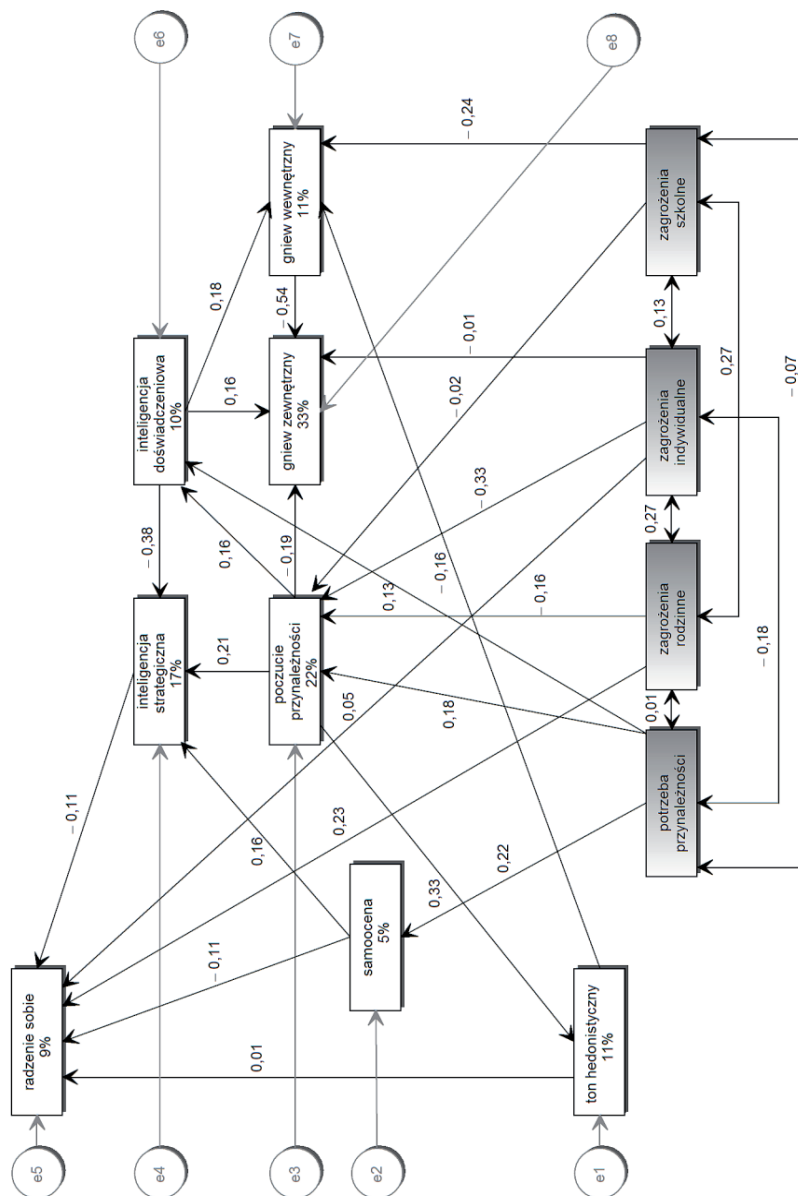 e5
radzenie sobie
9%
e4
inteligencja
strategiczna
17%
inteligencja
doświadczeniowa
10%
e6
– 0,11
– 0,38
0,18
0,16
0,16
0,21
e3
poczucie
przynależności
22%
gniew zewnętrzny
33%
gniew wewnętrzny
11%
e7
– 0,19
– 0,54
e8
e2
samoocena
5%
– 0,11
0,16
0,23
0,05
0,01
0,33
0,22
0,18
0,13
– 0,16
– 0,16
– 0,33
– 0,02
– 0,01
– 0,24
e1
ton hedonistyczny
11%
potrzeba
przynależności
zagrożenia
rodzinne
zagrożenia
indywidualne
zagrożenia
szkolne
0,01
0,27
0,13
0,27
– 0,18
– 0,07